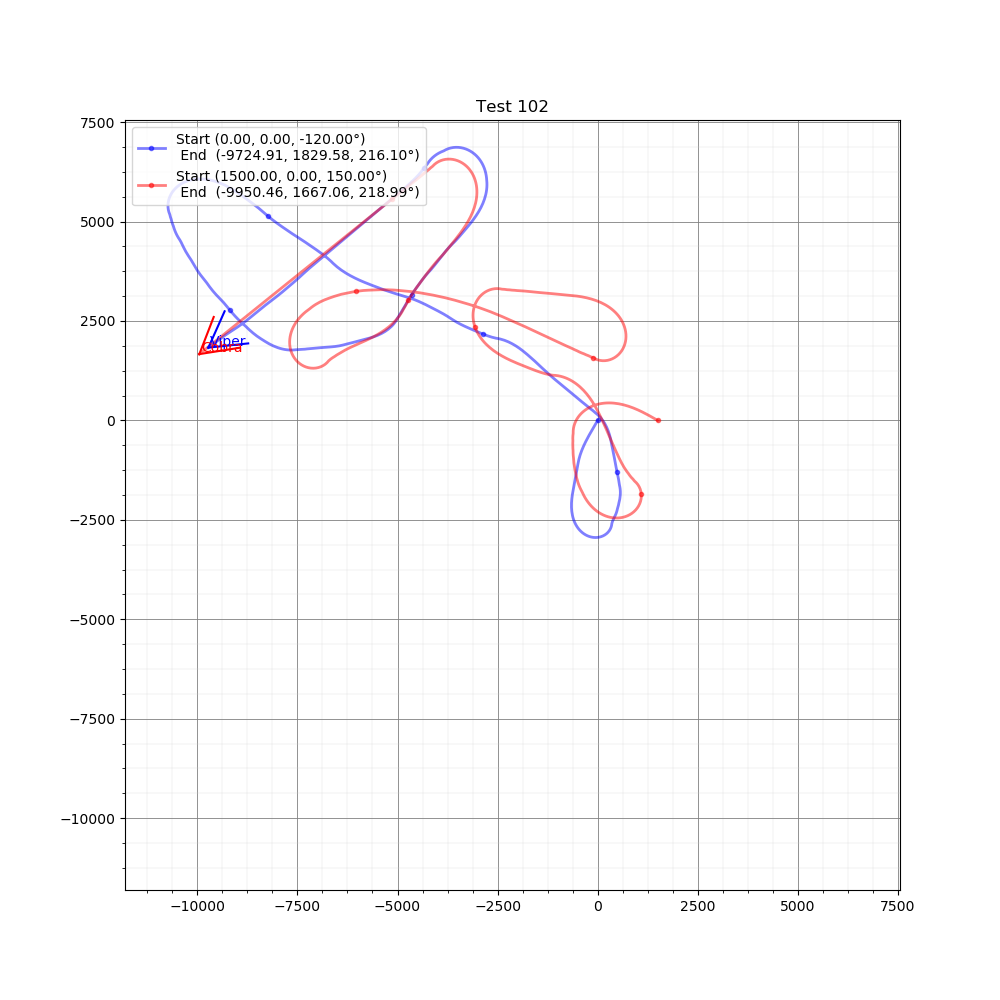 Test 102
Start (0.00, 0.00, -120.00°)
End (-9724.91, 1829.58, 216.10°)
Start (1500.00, 0.00, 150.00°)
End (-9950.46, 1667.06, 218.99°)
7500
5000
2500
0
−2500
−5000
−7500
−10000
Viper
−10000 −7500 −5000 −2500 0 2500 5000 7500